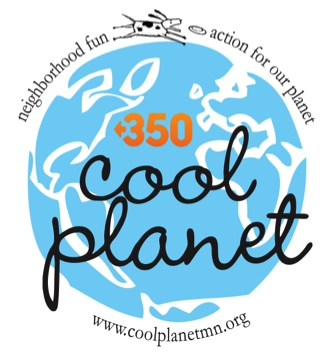 neighborhood fun
action for our planet
350
cool
planet
www.coolplanetmn.org